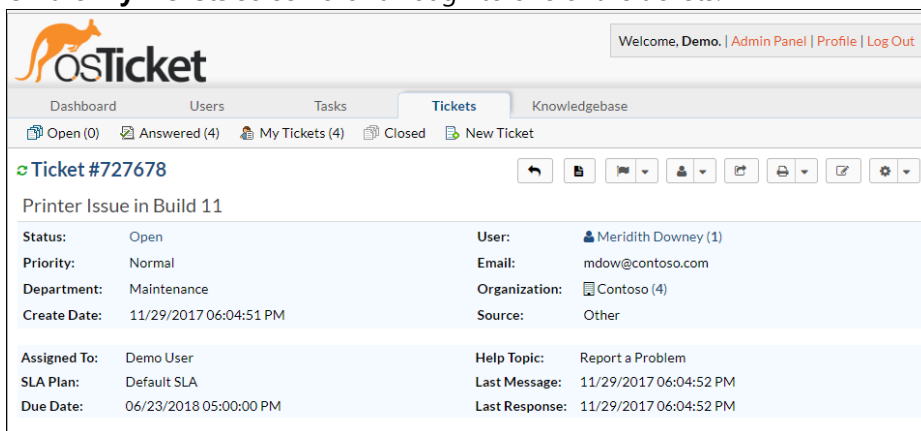 Welcome, Demo. | Admin Panel | Profile | Log Out
osTicket
Dashboard Users Tasks Tickets Knowledgebase
Open (0) Answered (4) My Tickets (4) Closed New Ticket
Ticket #727678
Printer Issue in Build 11
Status: Open User: Meridith Downey (1)
Priority: Normal Email: mdow@contoso.com
Department: Maintenance Organization: Contoso (4)
Create Date: 11/29/2017 06:04:51 PM Source: Other
Assigned To: Demo User Help Topic: Report a Problem
SLA Plan: Default SLA Last Message: 11/29/2017 06:04:52 PM
Due Date: 06/23/2018 05:00:00 PM Last Response: 11/29/2017 06:04:52 PM